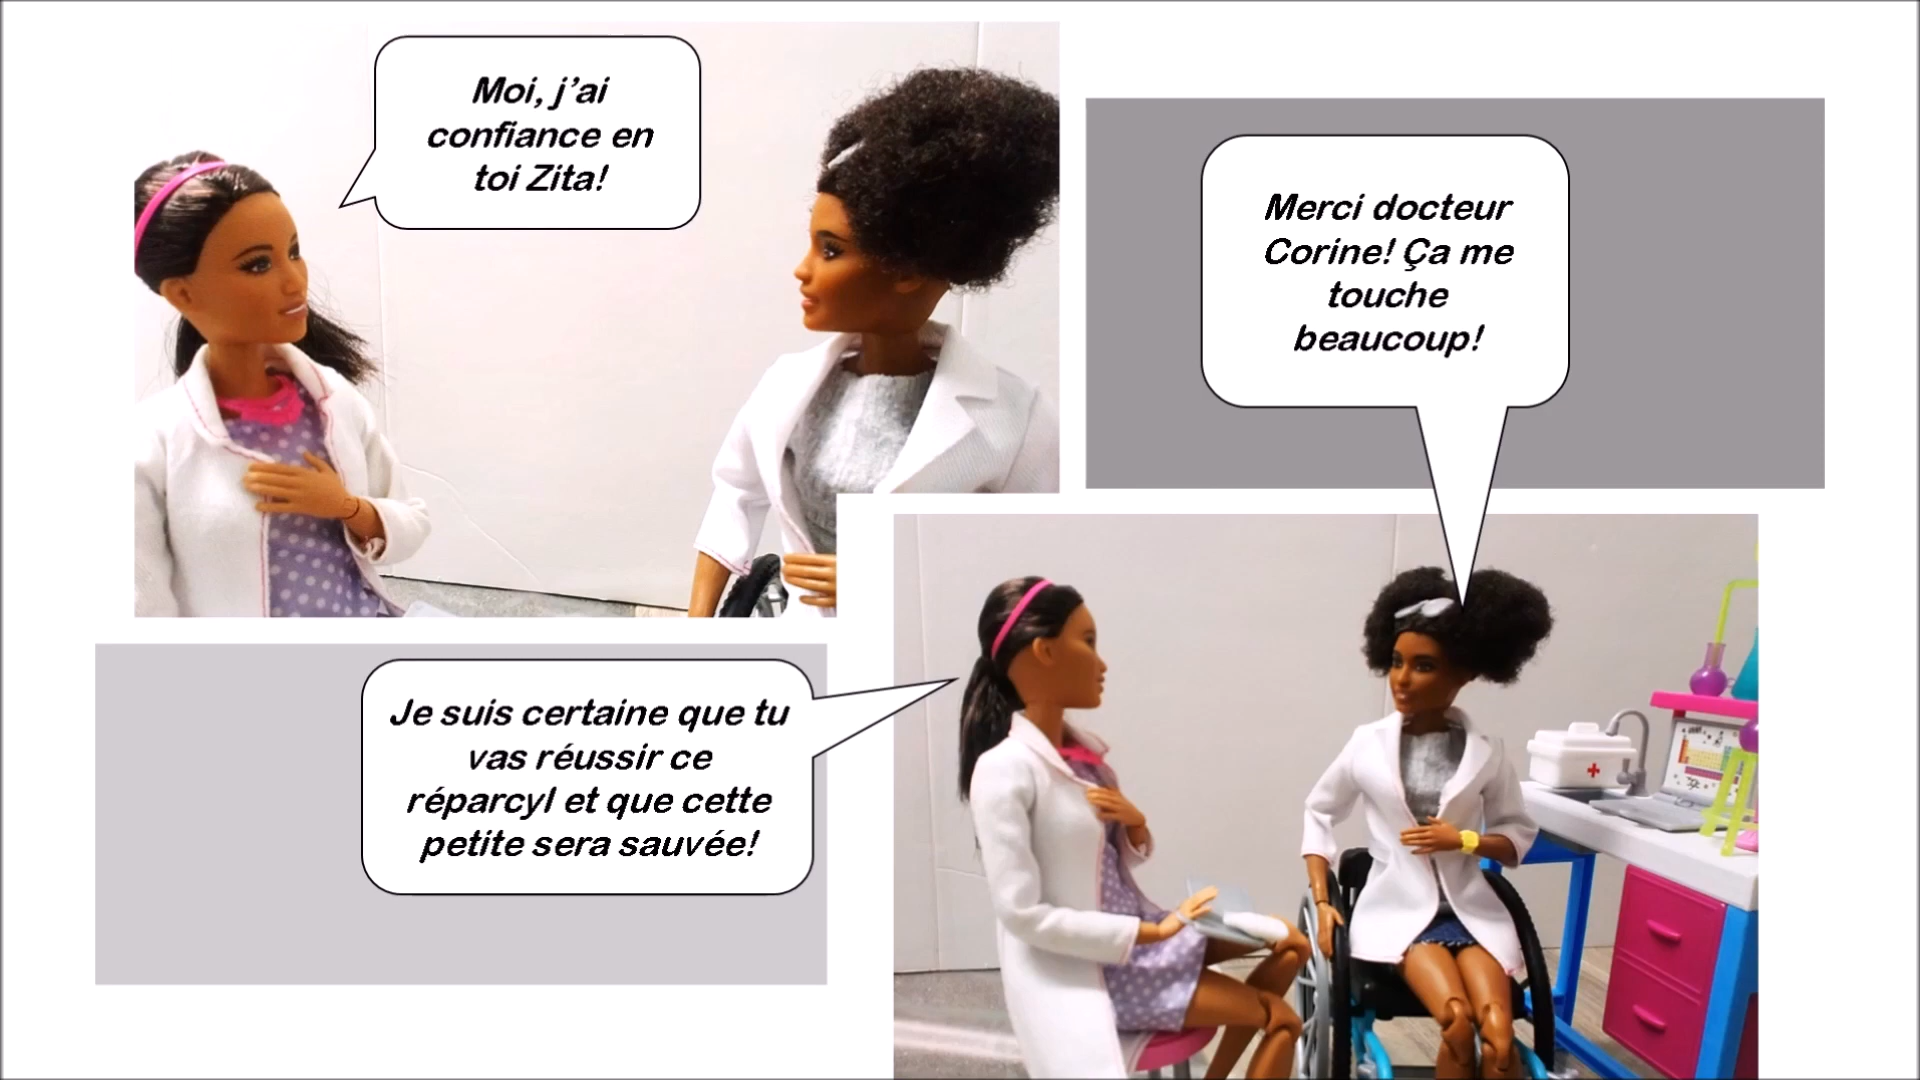 Moi, j’ai
confiance en
toi Zita!
Merci docteur
Corine! Ça me
touche
beaucoup!
Je suis certaine que tu
vas réussir ce
réparcyl et que cette
petite sera sauvée!